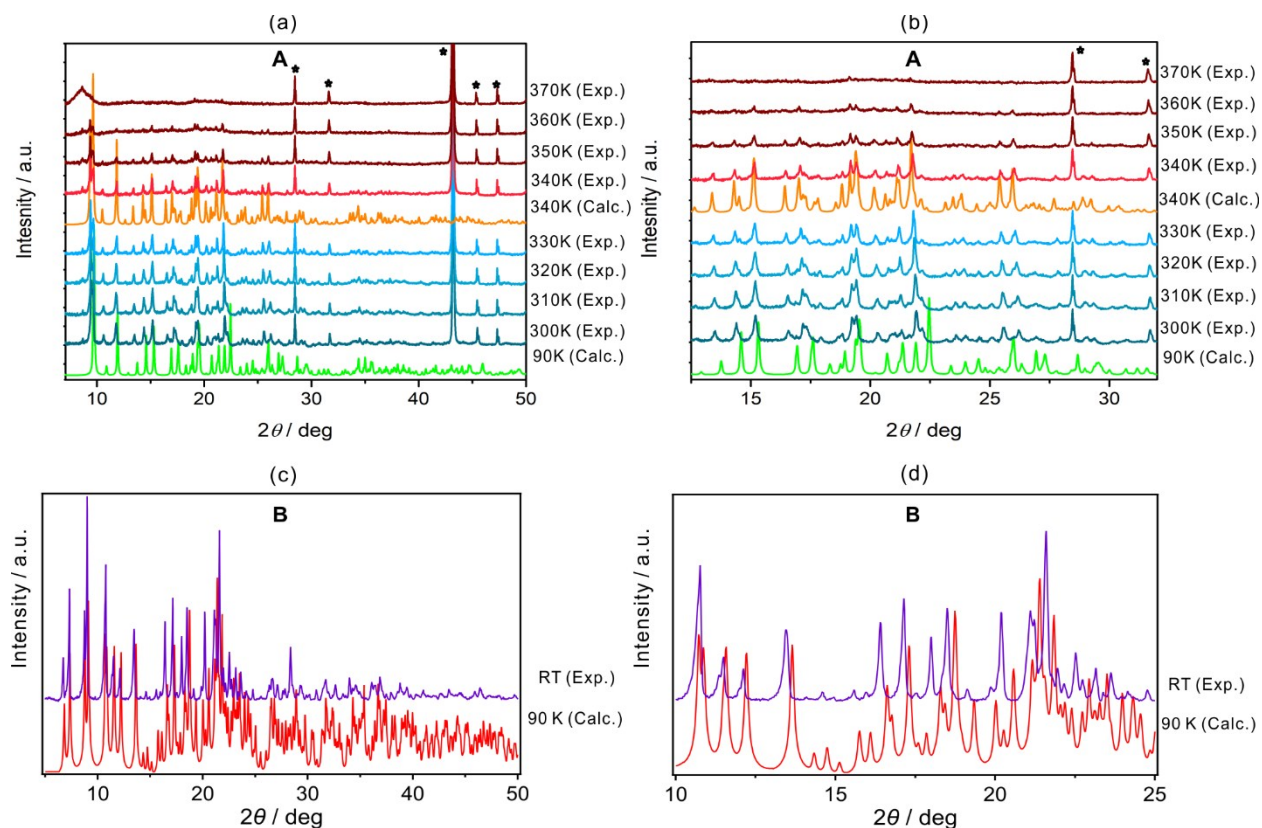 (a)
A
Intesnity / a.u.
370K (Exp.)
360K (Exp.)
350K (Exp.)
340K (Exp.)
340K (Calc.)
330K (Exp.)
320K (Exp.)
310K (Exp.)
300K (Exp.)
90K (Calc.)
10 20 30 40 50
2θ / deg
(b)
A
Intesnity / a.u.
370K (Exp.)
360K (Exp.)
350K (Exp.)
340K (Exp.)
340K (Calc.)
330K (Exp.)
320K (Exp.)
310K (Exp.)
300K (Exp.)
90K (Calc.)
15 20 25 30
2θ / deg
(c)
B
Intensity / a.u.
RT (Exp.)
90 K (Calc.)
10 20 30 40 50
2θ / deg
(d)
B
Intensity / a.u.
RT (Exp.)
90 K (Calc.)
10 15 20 25
2θ / deg